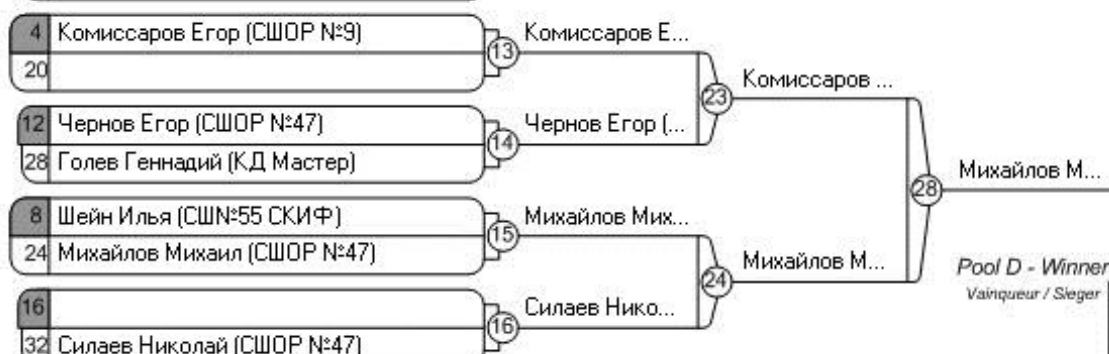 4 Комиссаров Егор (СШОР №9)
20
13
Комиссаров Е...
12 Чернов Егор (СШОР №47)
28 Голев Геннадий (КД Мастер)
14
Чернов Егор (...
23
Комиссаров ...
8 Шейн Илья (СШ№55 СКИФ)
24 Михайлов Михаил (СШОР №47)
15
Михайлов Мих...
16
32 Силаев Николай (СШОР №47)
16
Силаев Нико...
24
Михайлов М...
28
Михайлов М...
Pool D - Winner
Vainqueur / Sieger